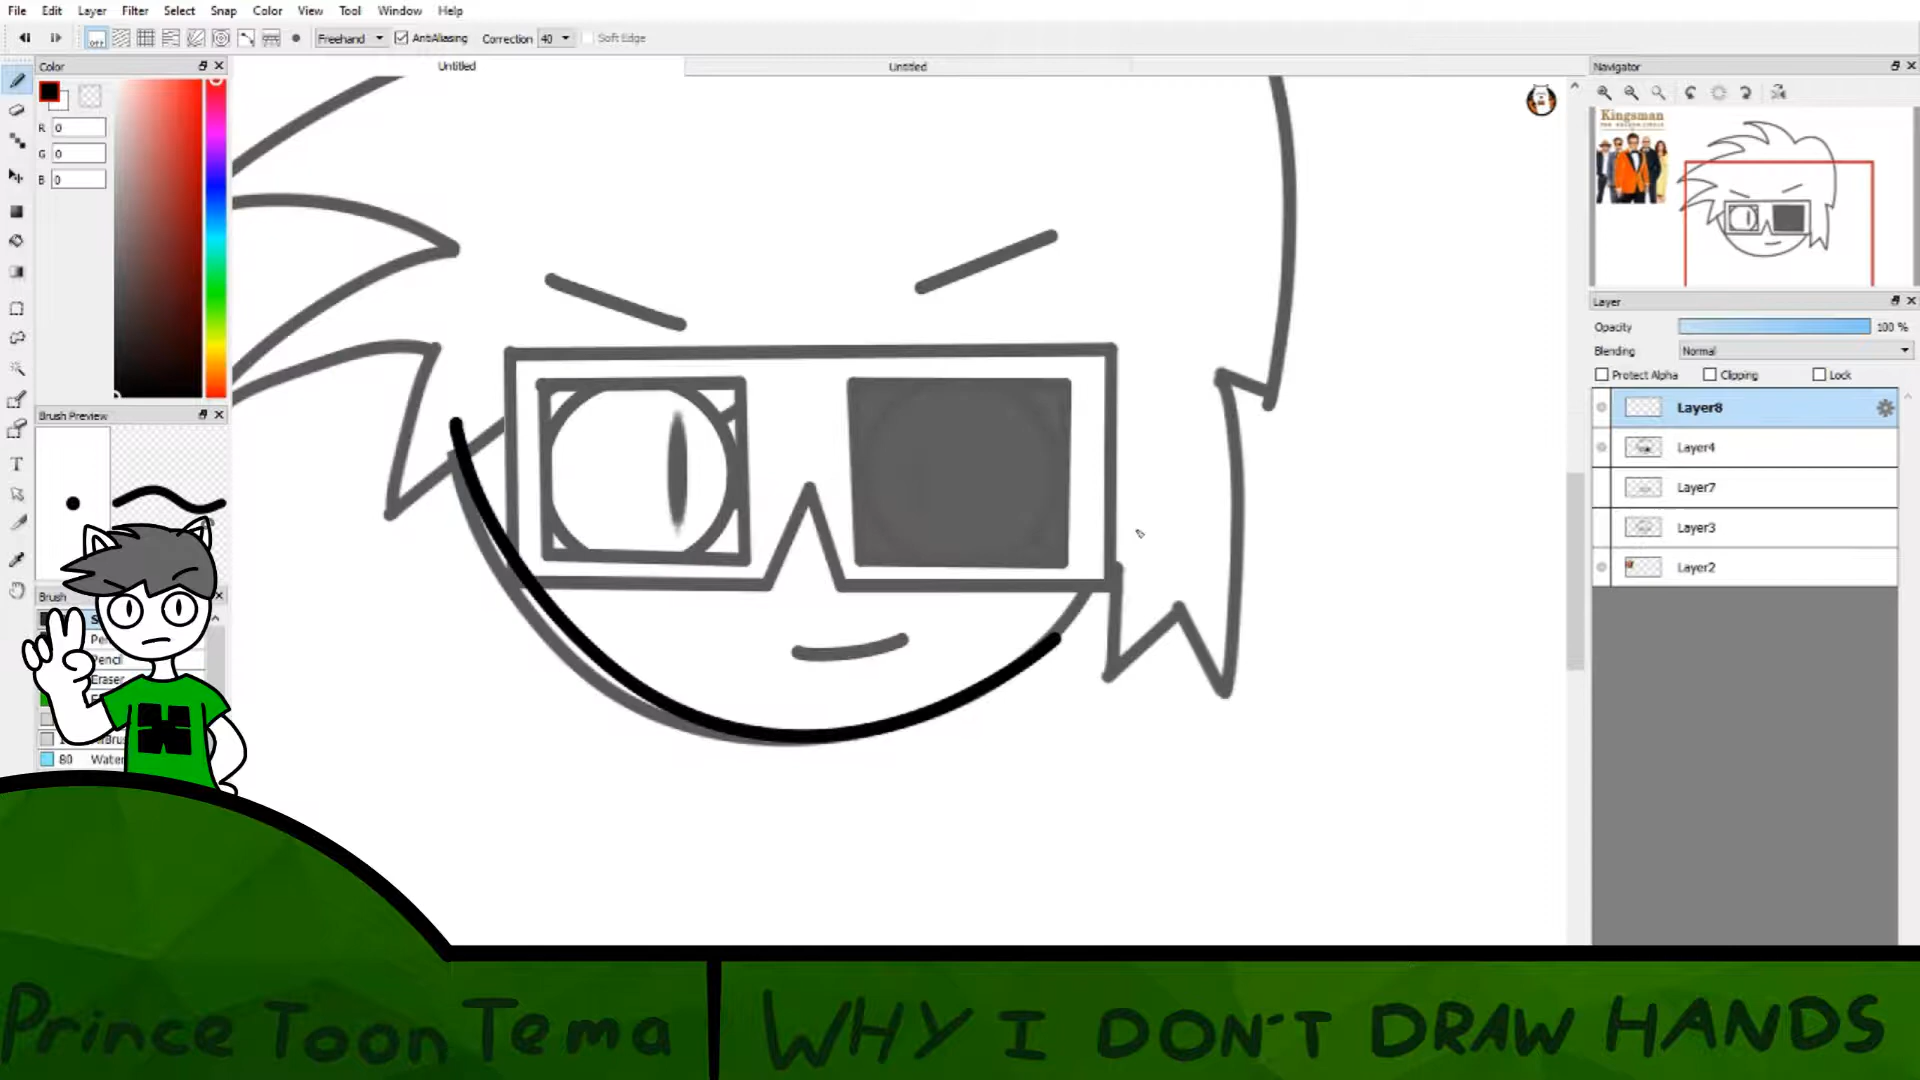 File Edit Layer Filter Select Snap Color View Tool Window Help
Freehand AntiAliasing Correction 40 Soft Edge
Color
Untitled
Untitled
Navigator
R 0
G 0
B 0
Kingsman
Layer
Opacity 100 %
Blending Normal
Protect Alpha Clipping Lock
Layer8
Layer4
Layer7
Layer3
Layer2
Brush Preview
Brush
Pencil
Eraser
80 Water
Prince Toon Tema
WHY I DON'T DRAW HANDS